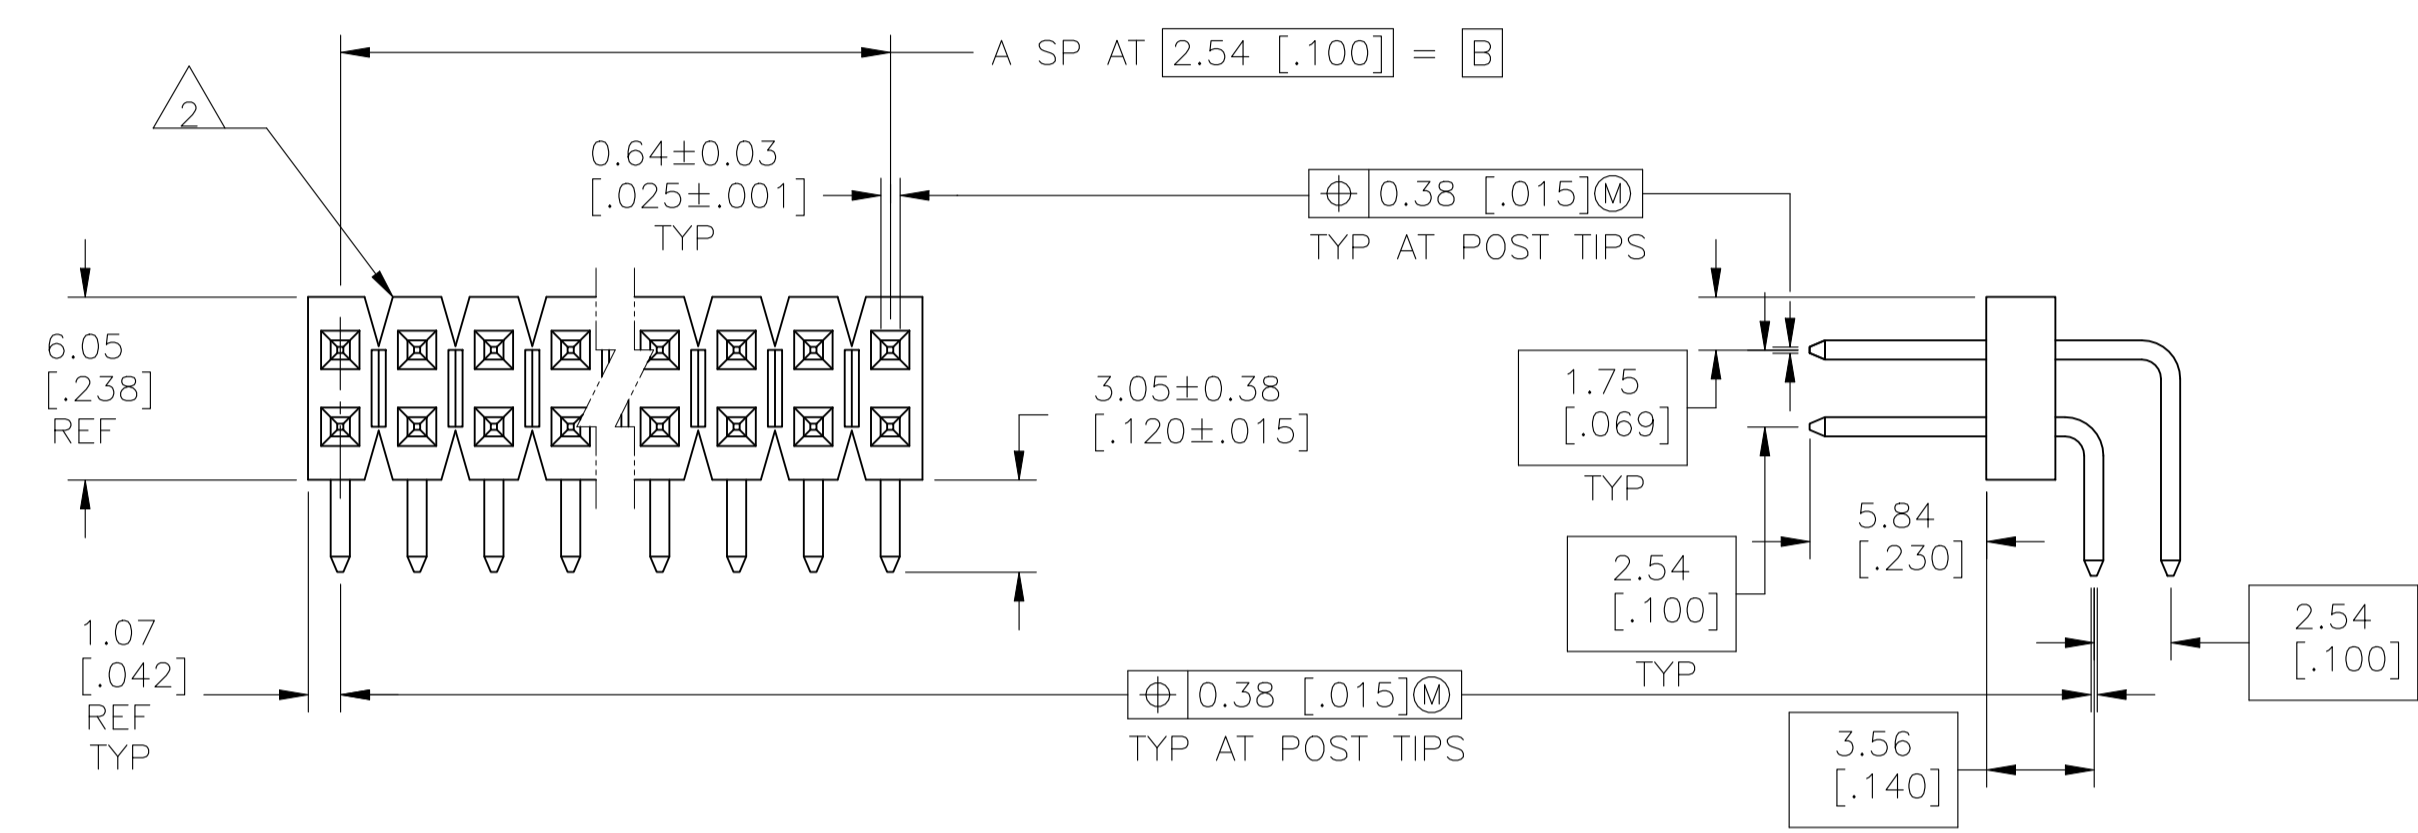 A SP AT 2.54 [.100] = B
2
0.64±0.03
[.025±.001]
TYP
⌖ 0.38 [.015]Ⓜ
TYP AT POST TIPS
6.05
[.238]
REF
3.05±0.38
[.120±.015]
1.75
[.069]
TYP
5.84
[.230]
2.54
[.100]
TYP
2.54
[.100]
1.07
[.042]
REF
TYP
⌖ 0.38 [.015]Ⓜ
TYP AT POST TIPS
3.56
[.140]